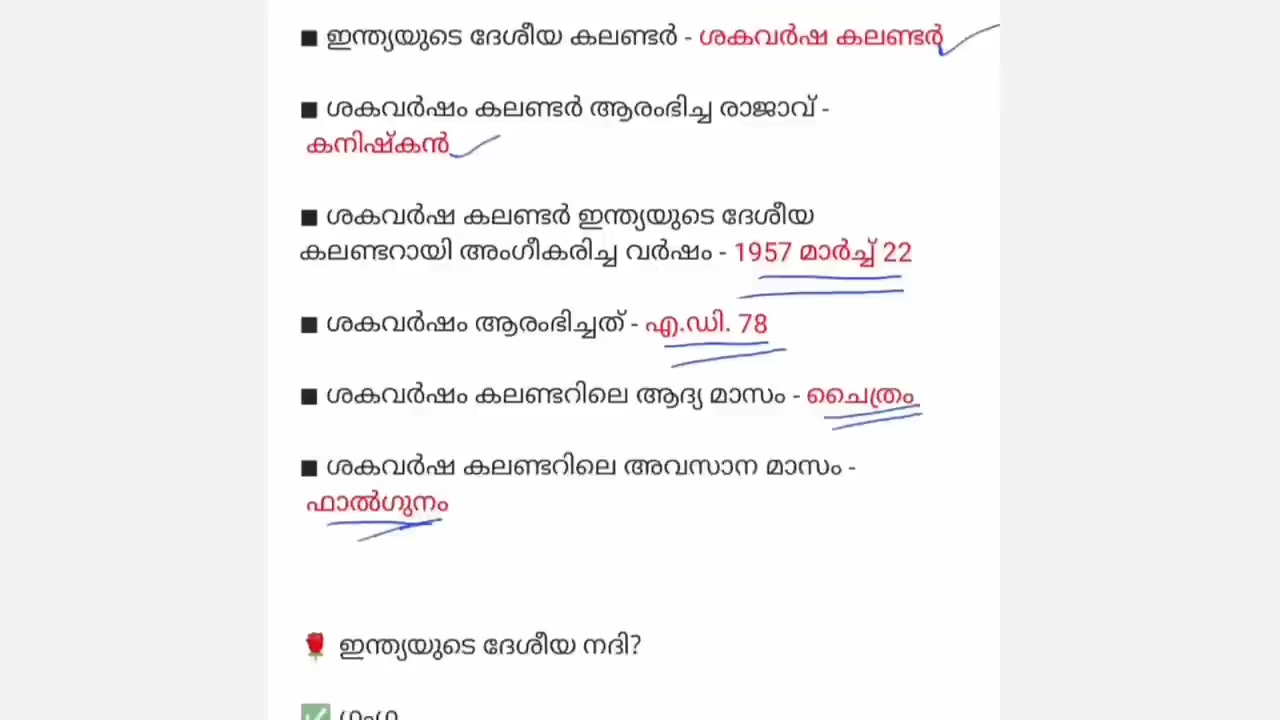 ■ ഇന്ത്യയുടെ ദേശീയ കലണ്ടർ - ശകവർഷ കലണ്ടർ
■ ശകവർഷം കലണ്ടർ ആരംഭിച്ച രാജാവ് -
കനിഷ്കൻ
■ ശകവർഷ കലണ്ടർ ഇന്ത്യയുടെ ദേശീയ
കലണ്ടറായി അംഗീകരിച്ച വർഷം - 1957 മാർച്ച് 22
■ ശകവർഷം ആരംഭിച്ചത് - എ.ഡി. 78
■ ശകവർഷം കലണ്ടറിലെ ആദ്യ മാസം - ചൈത്രം
■ ശകവർഷ കലണ്ടറിലെ അവസാന മാസം -
ഫാൽഗുനം
🌹 ഇന്ത്യയുടെ ദേശീയ നദി?
✅ ഗംഗ